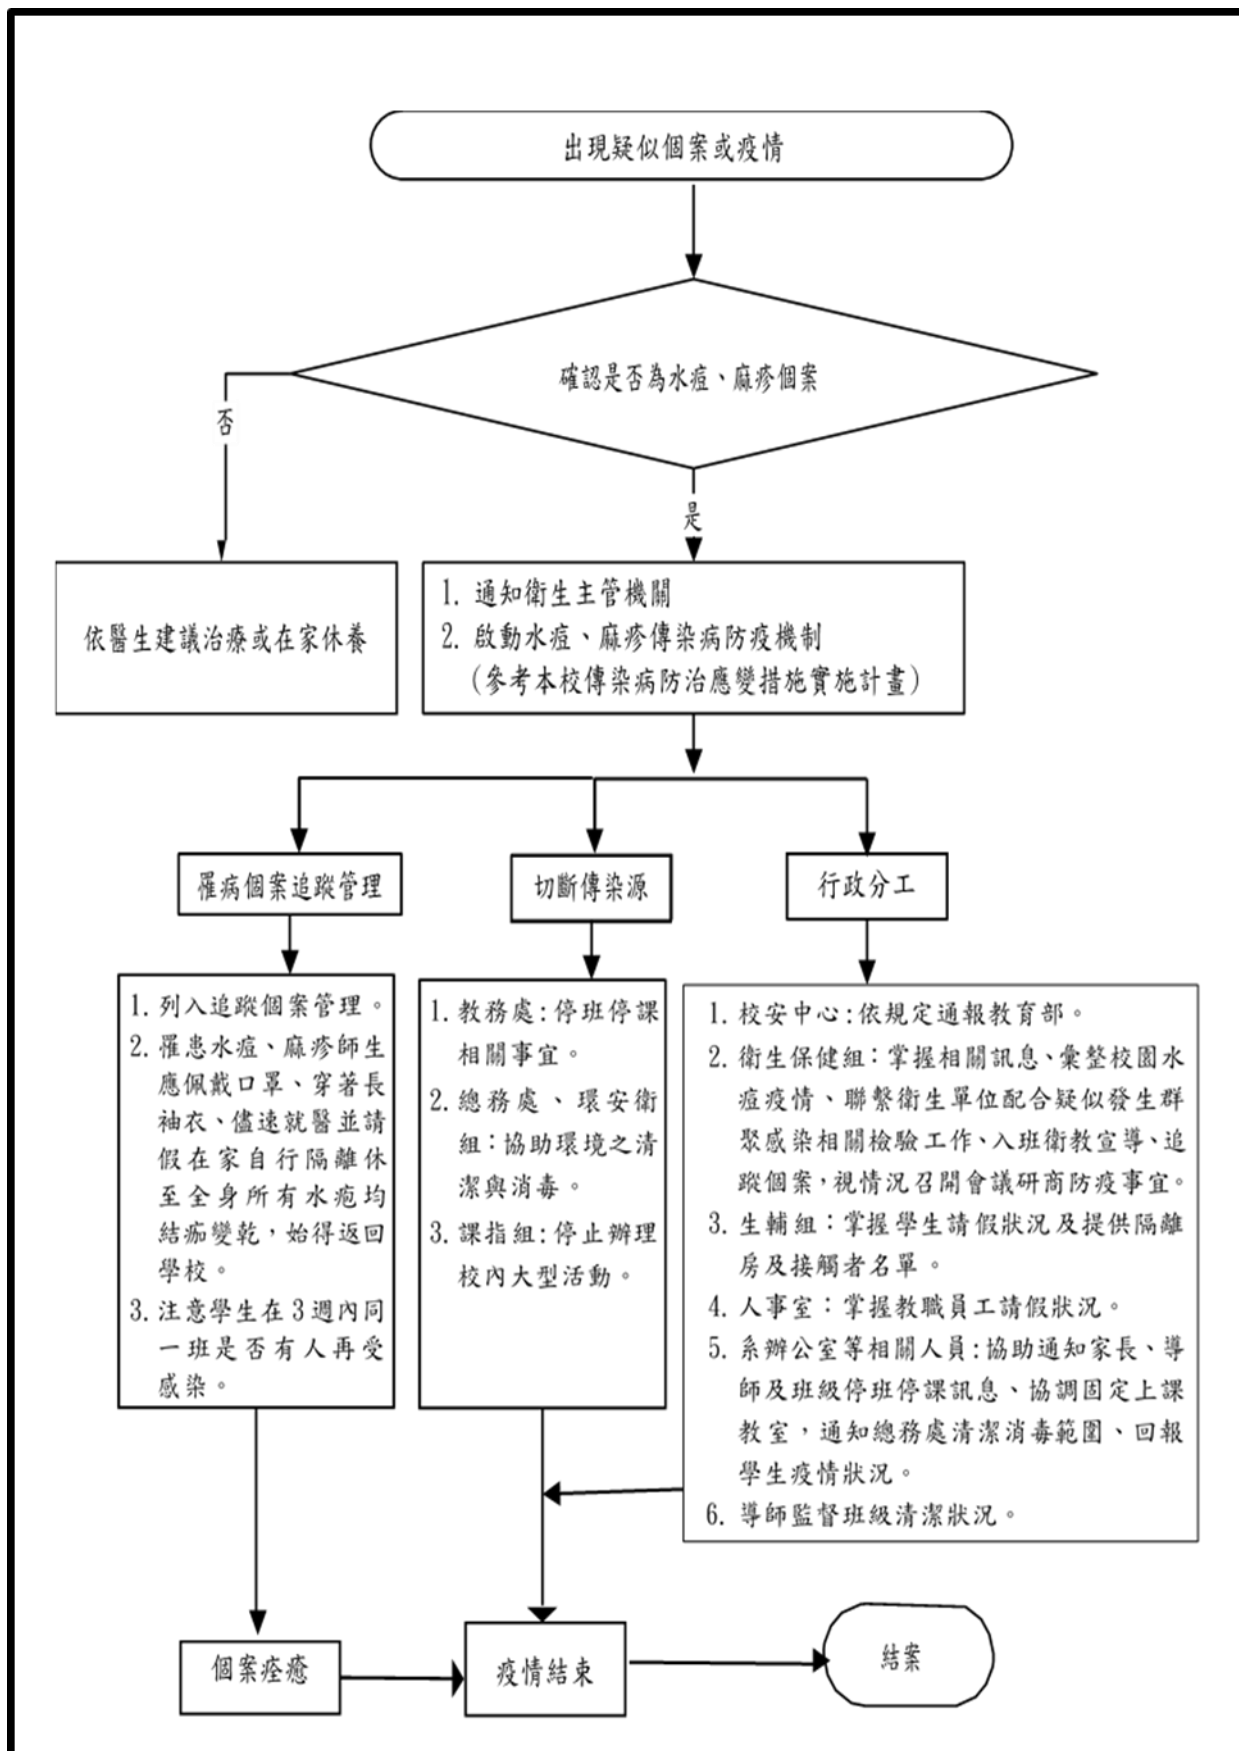 出現疑似個案或疫情
確認是否為水痘、麻疹個案
否
是
依醫生建議治療或在家休養
1. 通知衛生主管機關
2. 啟動水痘、麻疹傳染病防疫機制
(參考本校傳染病防治應變措施實施計畫)
罹病個案追蹤管理
切斷傳染源
行政分工
1. 列入追蹤個案管理。
2. 罹患水痘、麻疹師生
應佩戴口罩、穿著長
袖衣、儘速就醫並請
假在家自行隔離休
至全身所有水疱均
結痂變乾，始得返回
學校。
3. 注意學生在3週內同
一班是否有人再受
感染。
1. 教務處:停班停課
相關事宜。
2. 總務處、環安衛
組:協助環境之清
潔與消毒。
3. 課指組:停止辦理
校內大型活動。
1. 校安中心:依規定通報教育部。
2. 衛生保健組：掌握相關訊息、彙整校園水
痘疫情、聯繫衛生單位配合疑似發生群
聚感染相關檢驗工作、入班衛教宣導、追
蹤個案，視情況召開會議研商防疫事宜。
3. 生輔組：掌握學生請假狀況及提供隔離
房及接觸者名單。
4. 人事室：掌握教職員工請假狀況。
5. 系辦公室等相關人員:協助通知家長、導
師及班級停班停課訊息、協調固定上課
教室，通知總務處清潔消毒範圍、回報
學生疫情狀況。
6. 導師監督班級清潔狀況。
個案痊癒
疫情結束
結案